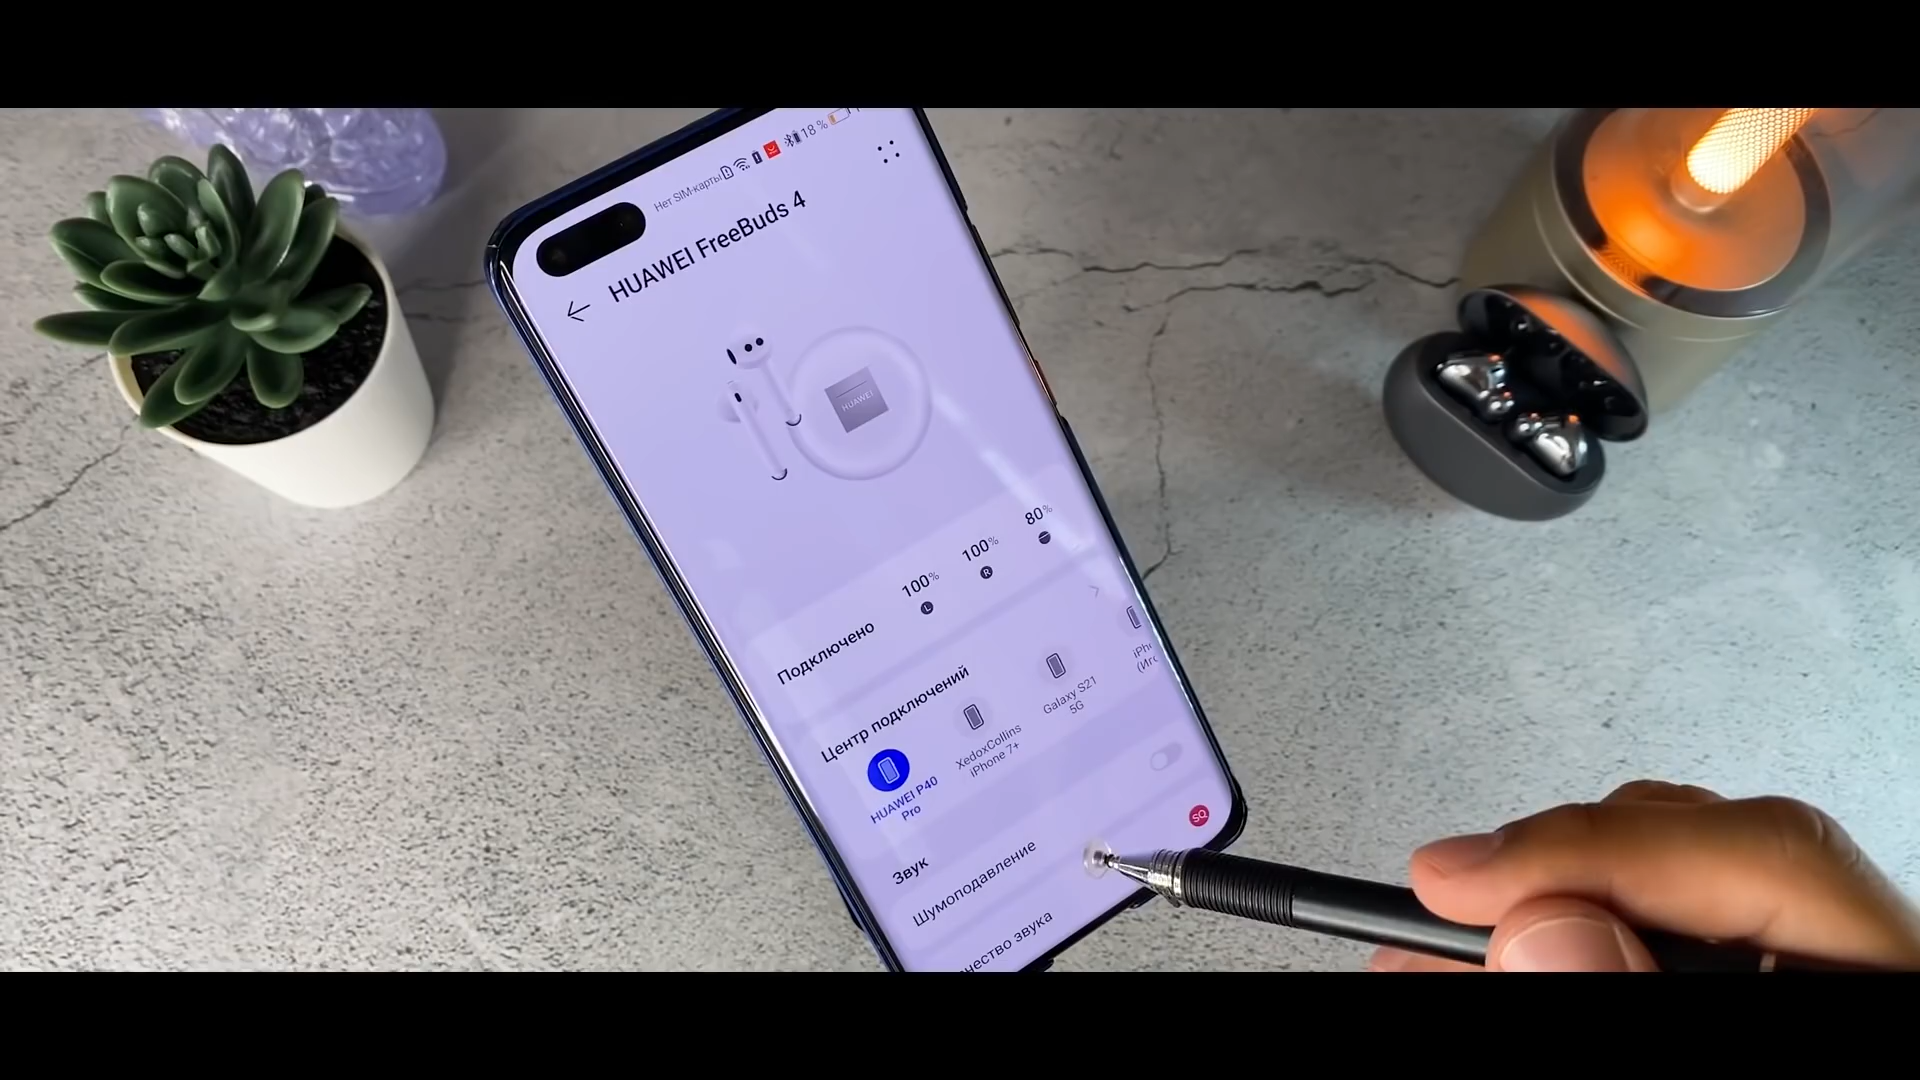 Нет SIM-карты
18 %
HUAWEI FreeBuds 4
HUAWEI
Подключено
100%
L
100%
R
80%
Центр подключений
HUAWEI P40
Pro
XedoxCollins
iPhone 7+
Galaxy S21
5G
Звук
Шумоподавление
SQ
чество звука